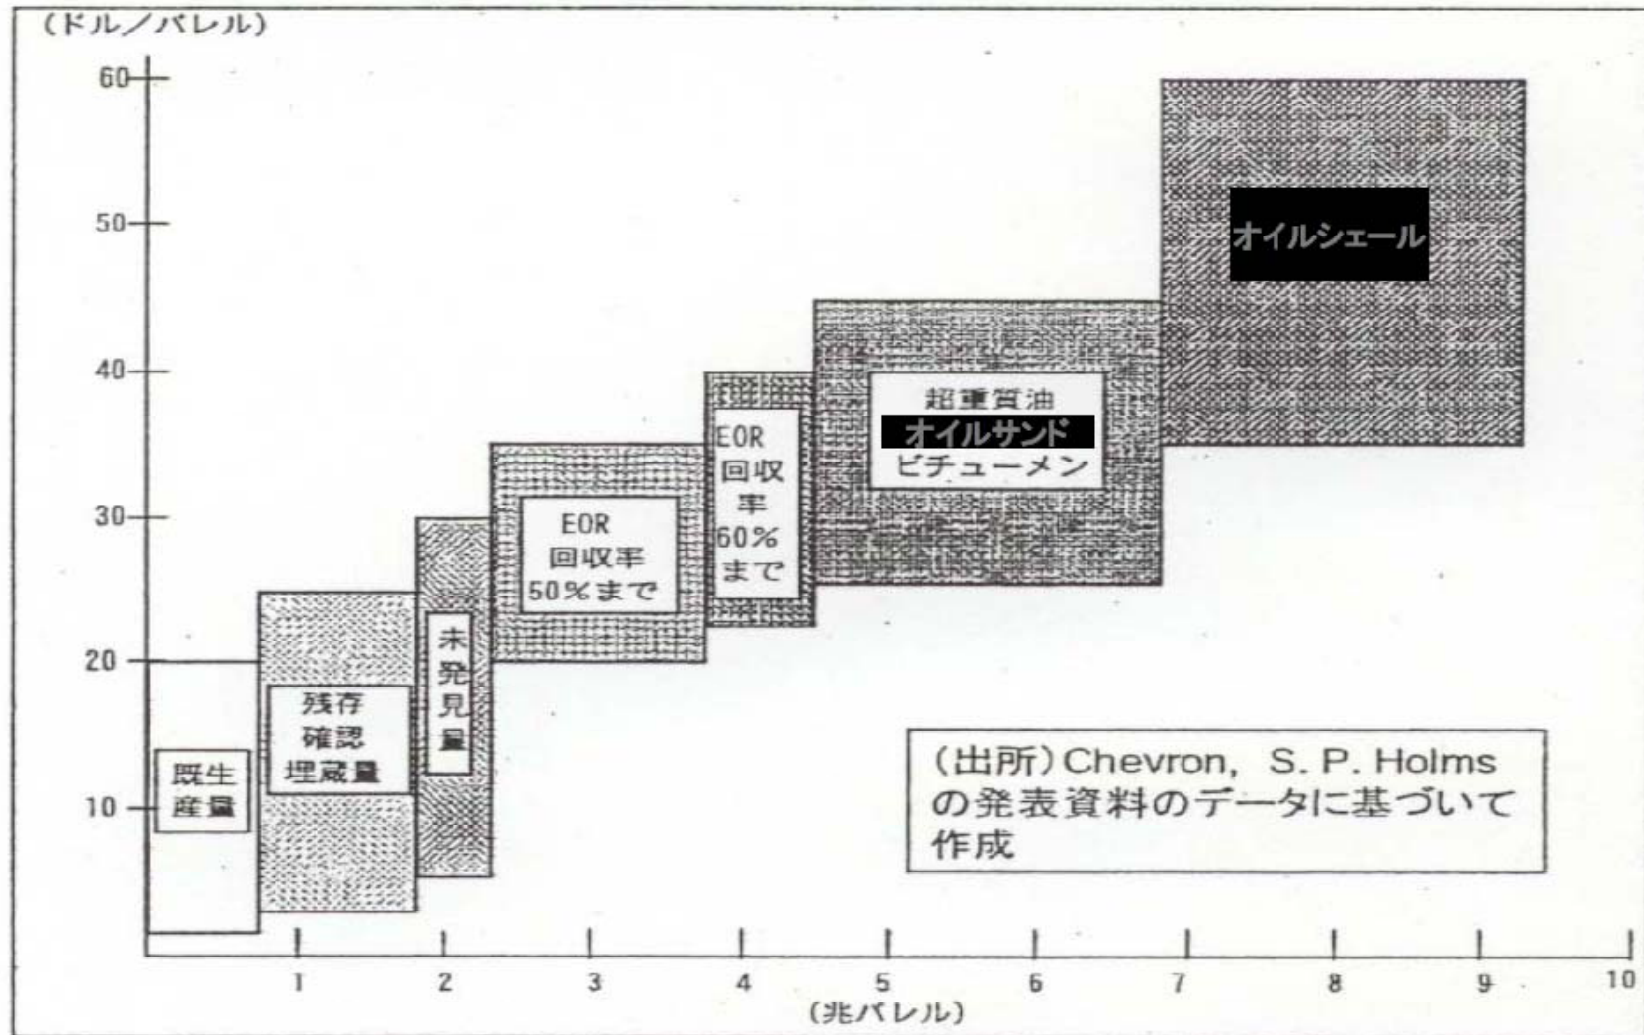 (ドル／バレル)
60
50
40
30
20
10
既生
産量
残存
確認
埋蔵量
未
発
見
量
EOR
回収率
50％まで
EOR
回収
率
60％
まで
超重質油
オイルサンド
ビチューメン
オイルシェール
(出所)Chevron, S. P. Holms
の発表資料のデータに基づいて
作成
1 2 3 4 5 6 7 8 9 10
(兆バレル)